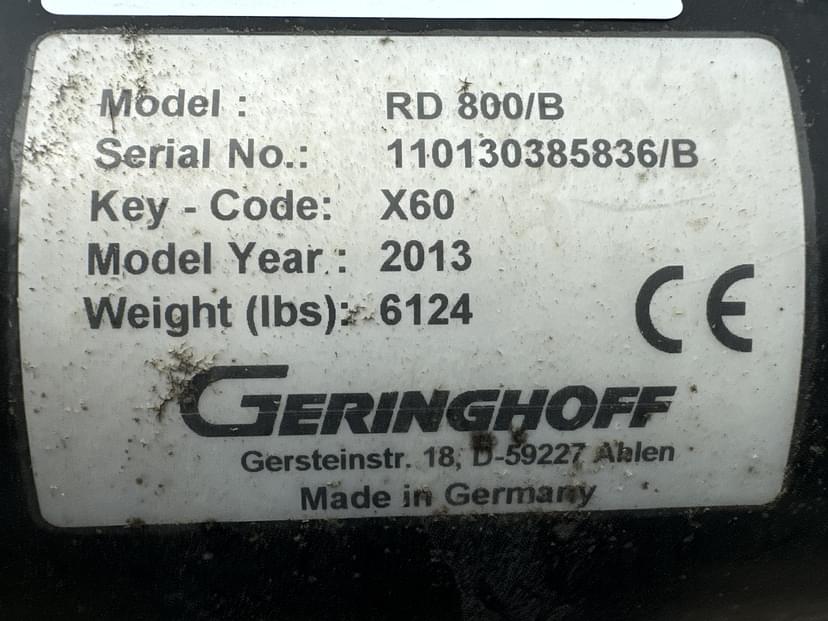 Model : RD 800/B
Serial No.: 110130385836/B
Key - Code: X60
Model Year : 2013
Weight (lbs): 6124
CE
GERINGHOFF
Gersteinstr. 18, D-59227 Ahlen
Made in Germany